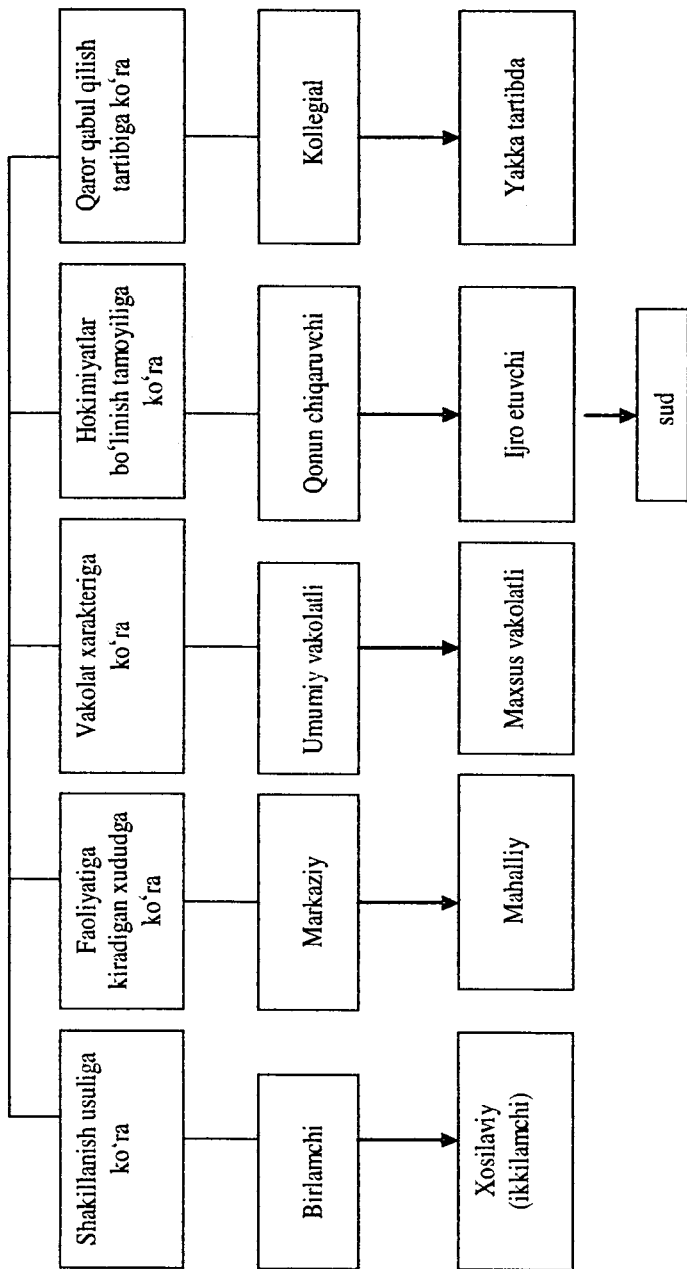 Shakillanish usuliga
ko‘ra
Faoliyatiga
kiradigan xududga
ko‘ra
Vakolat xarakteriga
ko‘ra
Hokimiyatlar
bo‘linish tamoyiliga
ko‘ra
Qaror qabul qilish
tartibiga ko‘ra
Birlamchi
Markaziy
Umumiy vakolatli
Qonun chiqaruvchi
Kollegial
Xosilaviy
(ikkilamchi)
Mahalliy
Maxsus vakolatli
Ijro etuvchi
Yakka tartibda
sud